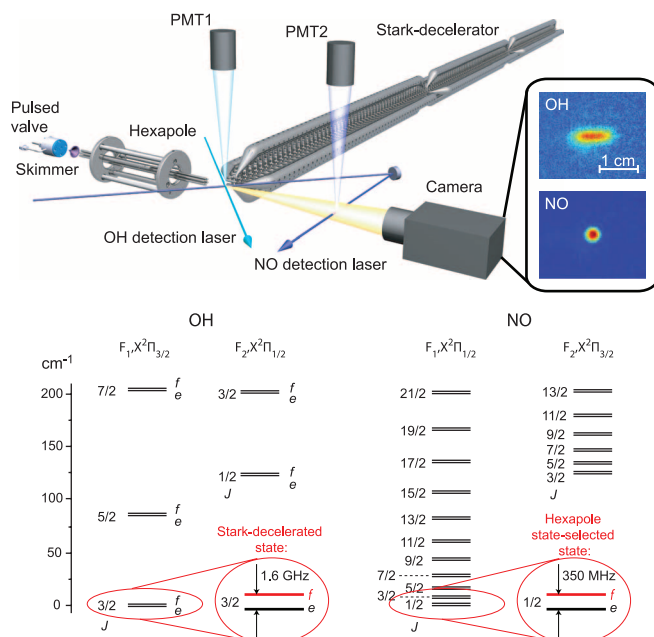 PMT1
PMT2
Stark-decelerator
Pulsed
valve
Skimmer
Hexapole
OH
1 cm
NO
Camera
OH detection laser
NO detection laser
OH
NO
F1,X²Π3/2
F2,X²Π1/2
F1,X²Π1/2
F2,X²Π3/2
cm⁻¹
200
150
100
50
0
7/2
f
e
5/2
f
e
3/2
f
e
J
3/2
f
e
1/2
f
e
J
Stark-decelerated
state:
1,6 GHz
3/2
f
e
21/2
19/2
17/2
15/2
13/2
11/2
9/2
7/2
5/2
3/2
1/2
J
13/2
11/2
9/2
7/2
5/2
3/2
J
Hexapole
state-selected
state:
350 MHz
1/2
f
e